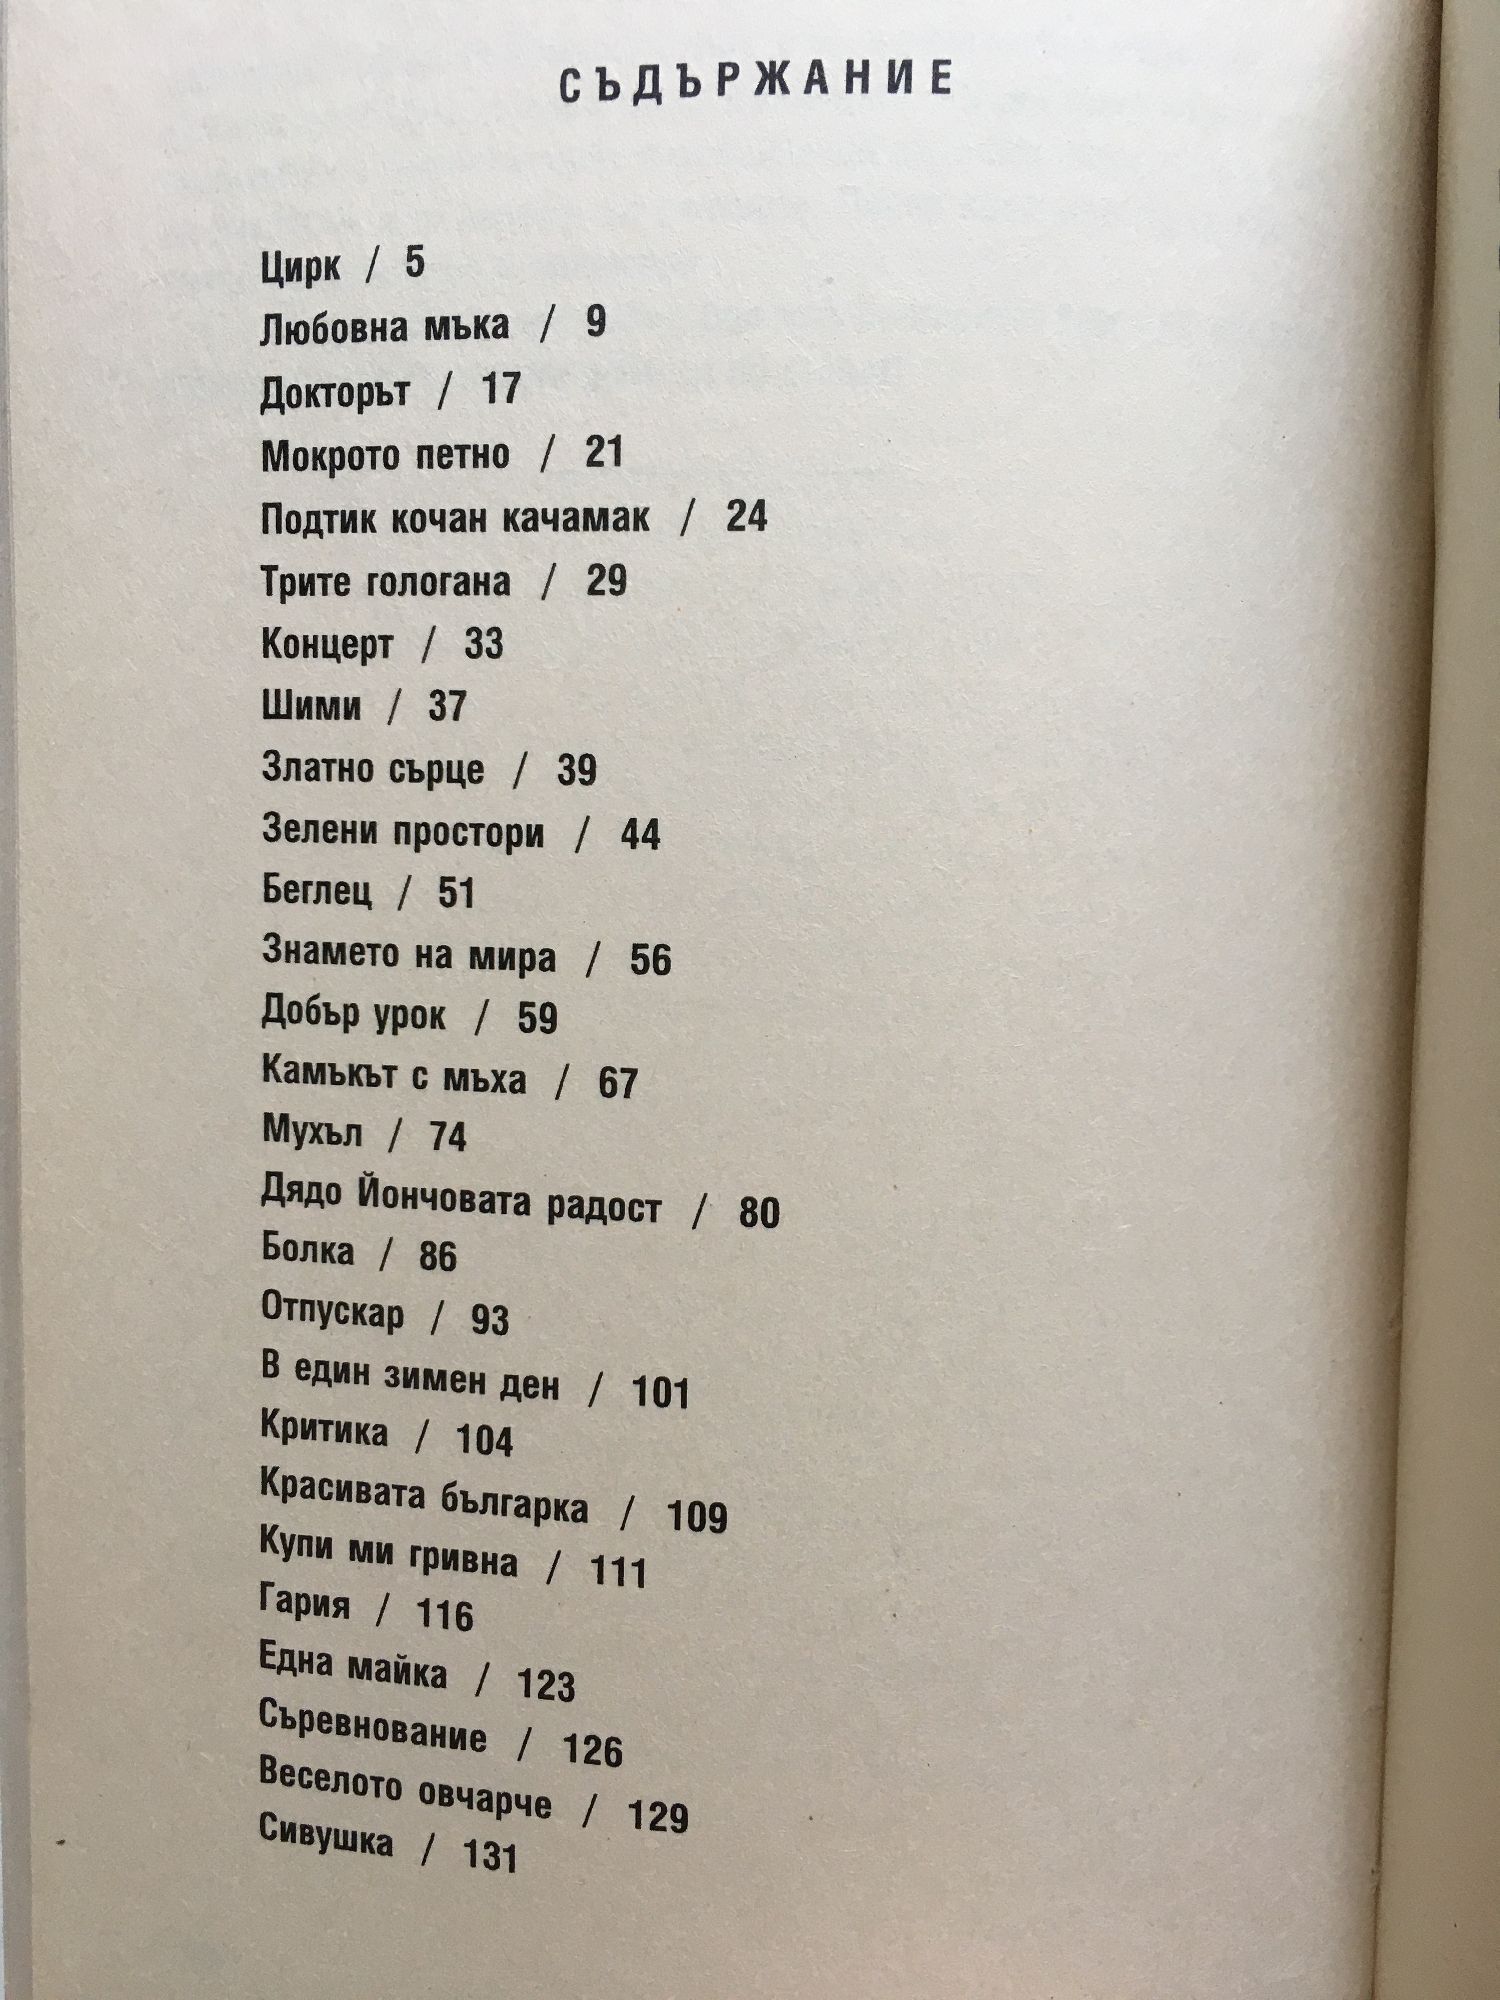 СЪДЪРЖАНИЕ
Цирк / 5
Любовна мъка / 9
Докторът / 17
Мокрото петно / 21
Подтик кочан качамак / 24
Трите гологана / 29
Концерт / 33
Шими / 37
Златно сърце / 39
Зелени простори / 44
Беглец / 51
Знамето на мира / 56
Добър урок / 59
Камъкът с мъха / 67
Мухъл / 74
Дядо Йончовата радост / 80
Болка / 86
Отпускар / 93
В един зимен ден / 101
Критика / 104
Красивата българка / 109
Купи ми гривна / 111
Гария / 116
Една майка / 123
Съревнование / 126
Веселото овчарче / 129
Сивушка / 131